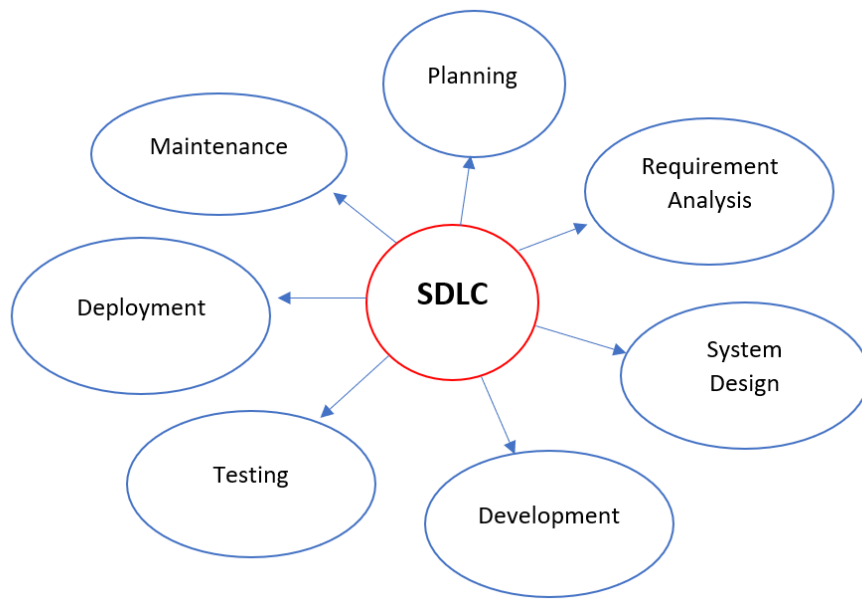 Planning
Maintenance
Requirement
Analysis
SDLC
Deployment
System
Design
Testing
Development